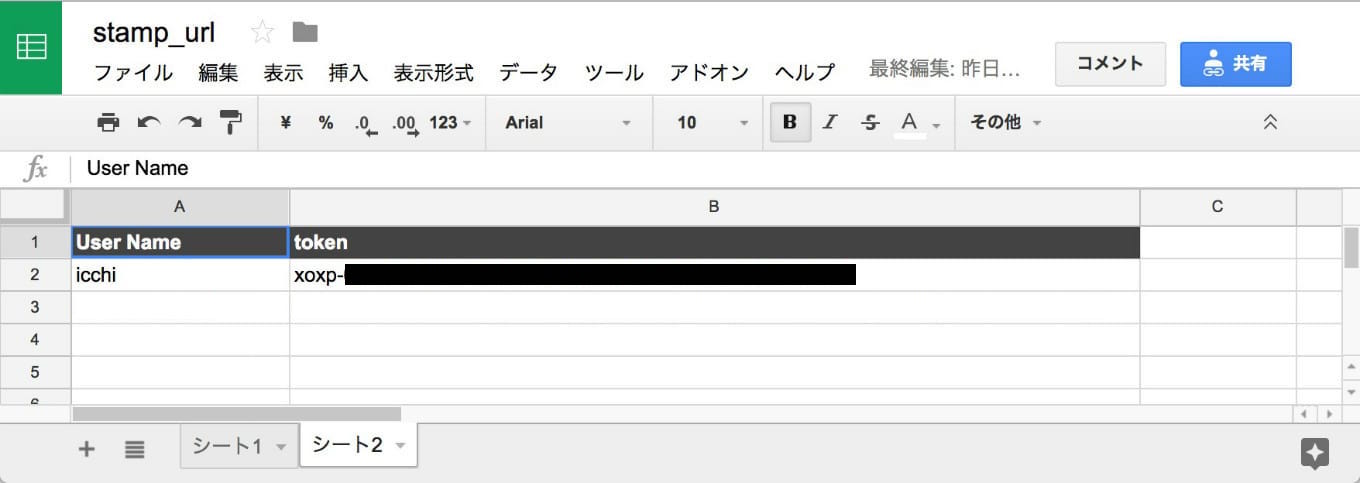 stamp_url
ファイル 編集 表示 挿入 表示形式 データ ツール アドオン ヘルプ 最終編集: 昨日...
コメント
共有
¥ % .0 .00 123 Arial 10 B I S A その他
fx User Name
A B C
1 User Name token
2 icchi xoxp-
3
4
5
6
シート1 シート2